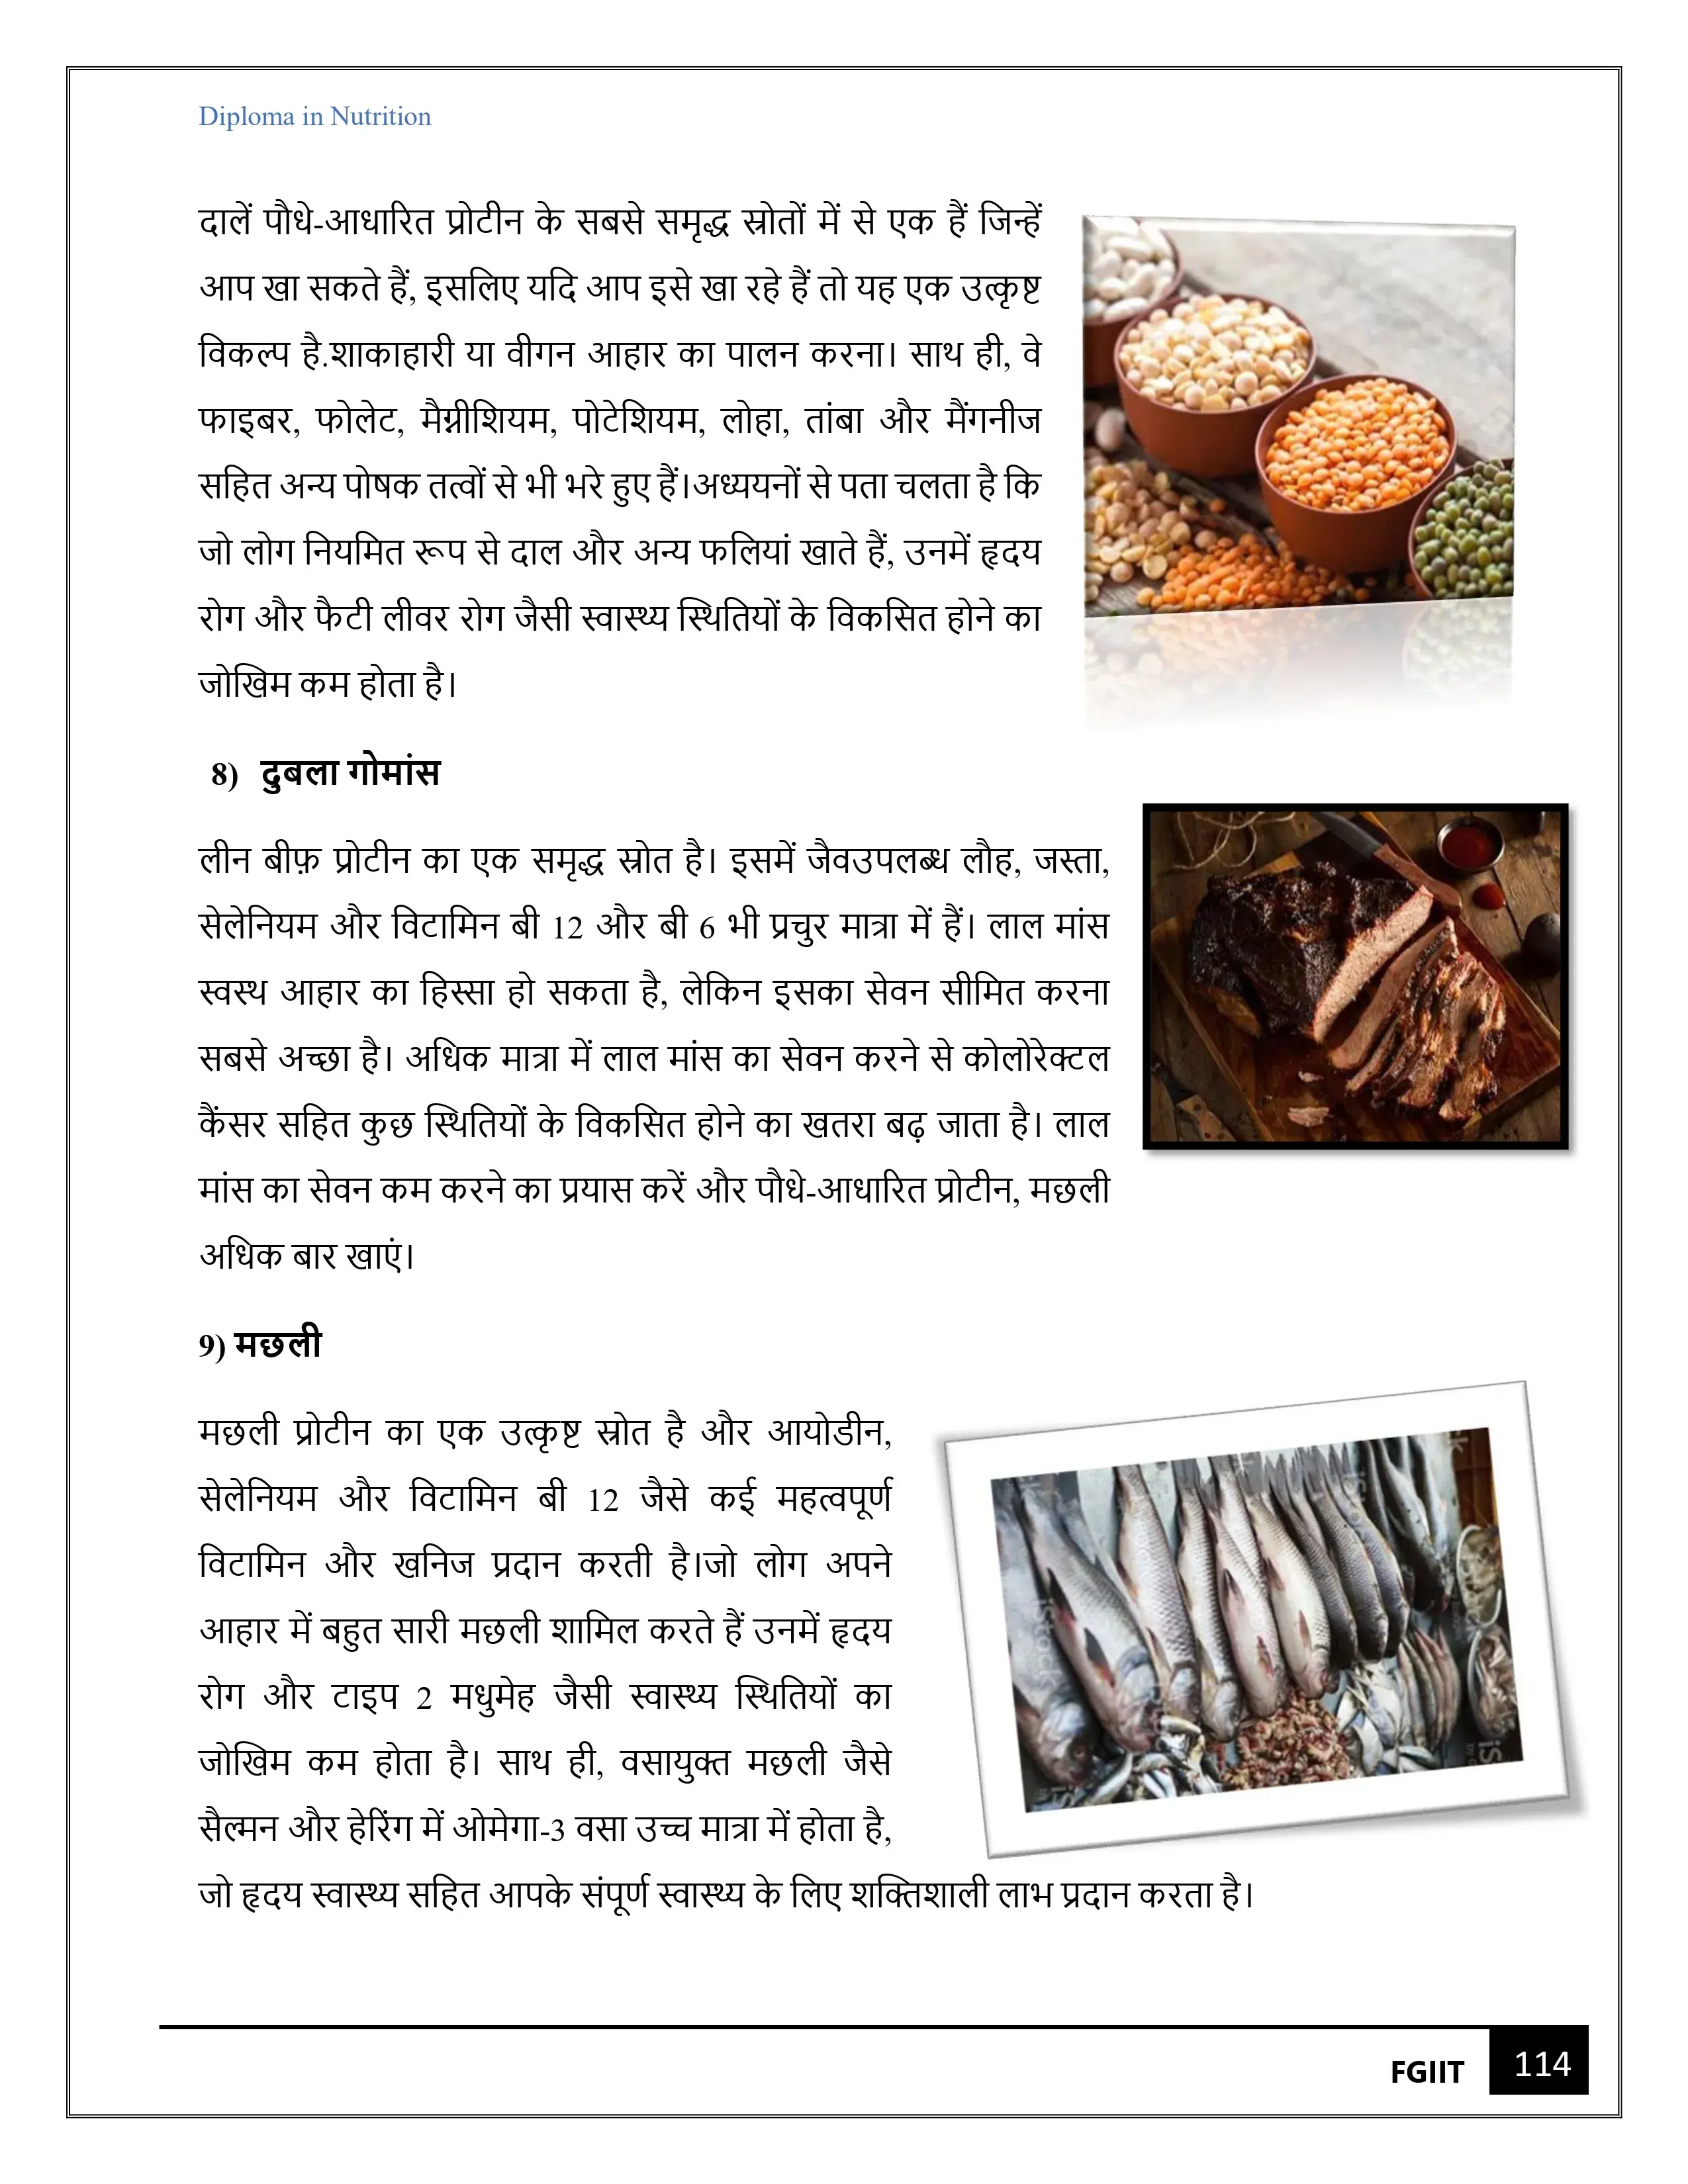 Diploma in Nutrition
दालें पौधे-आधारित प्रोटीन के सबसे समृद्ध स्रोतों में से एक हैं जिन्हें
आप खा सकते हैं, इसलिए यदि आप इसे खा रहे हैं तो यह एक उत्कृष्ट
विकल्प है.शाकाहारी या वीगन आहार का पालन करना। साथ ही, वे
फाइबर, फोलेट, मैग्नीशियम, पोटेशियम, लोहा, तांबा और मैंगनीज
सहित अन्य पोषक तत्वों से भी भरे हुए हैं।अध्ययनों से पता चलता है कि
जो लोग नियमित रूप से दाल और अन्य फलियां खाते हैं, उनमें हृदय
रोग और फैटी लीवर रोग जैसी स्वास्थ्य स्थितियों के विकसित होने का
जोखिम कम होता है।
8) दुबला गोमांस
लीन बीफ़ प्रोटीन का एक समृद्ध स्रोत है। इसमें जैवउपलब्ध लौह, जस्ता,
सेलेनियम और विटामिन बी 12 और बी 6 भी प्रचुर मात्रा में हैं। लाल मांस
स्वस्थ आहार का हिस्सा हो सकता है, लेकिन इसका सेवन सीमित करना
सबसे अच्छा है। अधिक मात्रा में लाल मांस का सेवन करने से कोलोरेक्टल
कैंसर सहित कुछ स्थितियों के विकसित होने का खतरा बढ़ जाता है। लाल
मांस का सेवन कम करने का प्रयास करें और पौधे-आधारित प्रोटीन, मछली
अधिक बार खाएं।
9) मछली
मछली प्रोटीन का एक उत्कृष्ट स्रोत है और आयोडीन,
सेलेनियम और विटामिन बी 12 जैसे कई महत्वपूर्ण
विटामिन और खनिज प्रदान करती है।जो लोग अपने
आहार में बहुत सारी मछली शामिल करते हैं उनमें हृदय
रोग और टाइप 2 मधुमेह जैसी स्वास्थ्य स्थितियों का
जोखिम कम होता है। साथ ही, वसायुक्त मछली जैसे
सैल्मन और हेरिंग में ओमेगा-3 वसा उच्च मात्रा में होता है,
जो हृदय स्वास्थ्य सहित आपके संपूर्ण स्वास्थ्य के लिए शक्तिशाली लाभ प्रदान करता है।
iStock
FGIIT 114